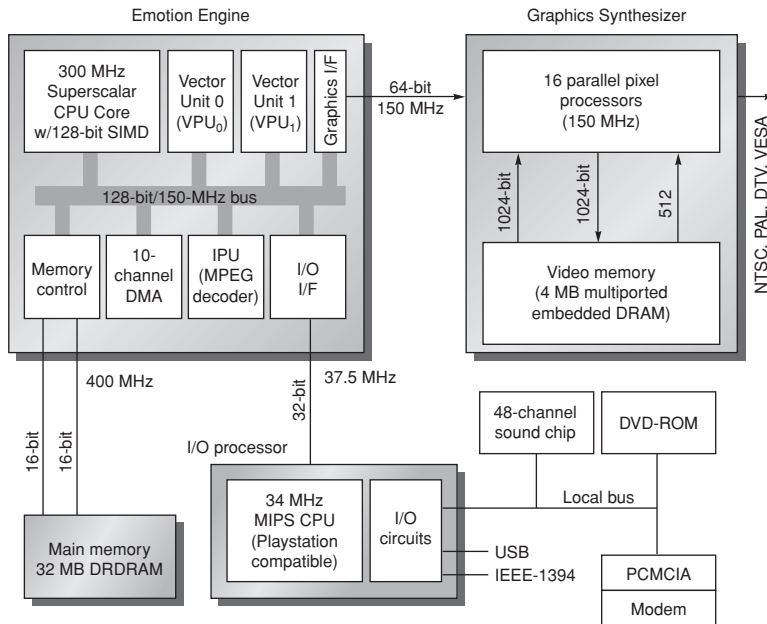 Emotion Engine
Graphics Synthesizer
300 MHz
Superscalar
CPU Core
w/128-bit SIMD
Vector
Unit 0
(VPU₀)
Vector
Unit 1
(VPU₁)
Graphics I/F
64-bit
150 MHz
16 parallel pixel
processors
(150 MHz)
128-bit/150-MHz bus
1024-bit
1024-bit
512
NTSC, PAL, DTV, VESA
Memory
control
10-
channel
DMA
IPU
(MPEG
decoder)
I/O
I/F
Video memory
(4 MB multiported
embedded DRAM)
400 MHz
32-bit
37.5 MHz
16-bit
16-bit
I/O processor
48-channel
sound chip
DVD-ROM
Main memory
32 MB DRDRAM
34 MHz
MIPS CPU
(Playstation
compatible)
I/O
circuits
Local bus
USB
IEEE-1394
PCMCIA
Modem